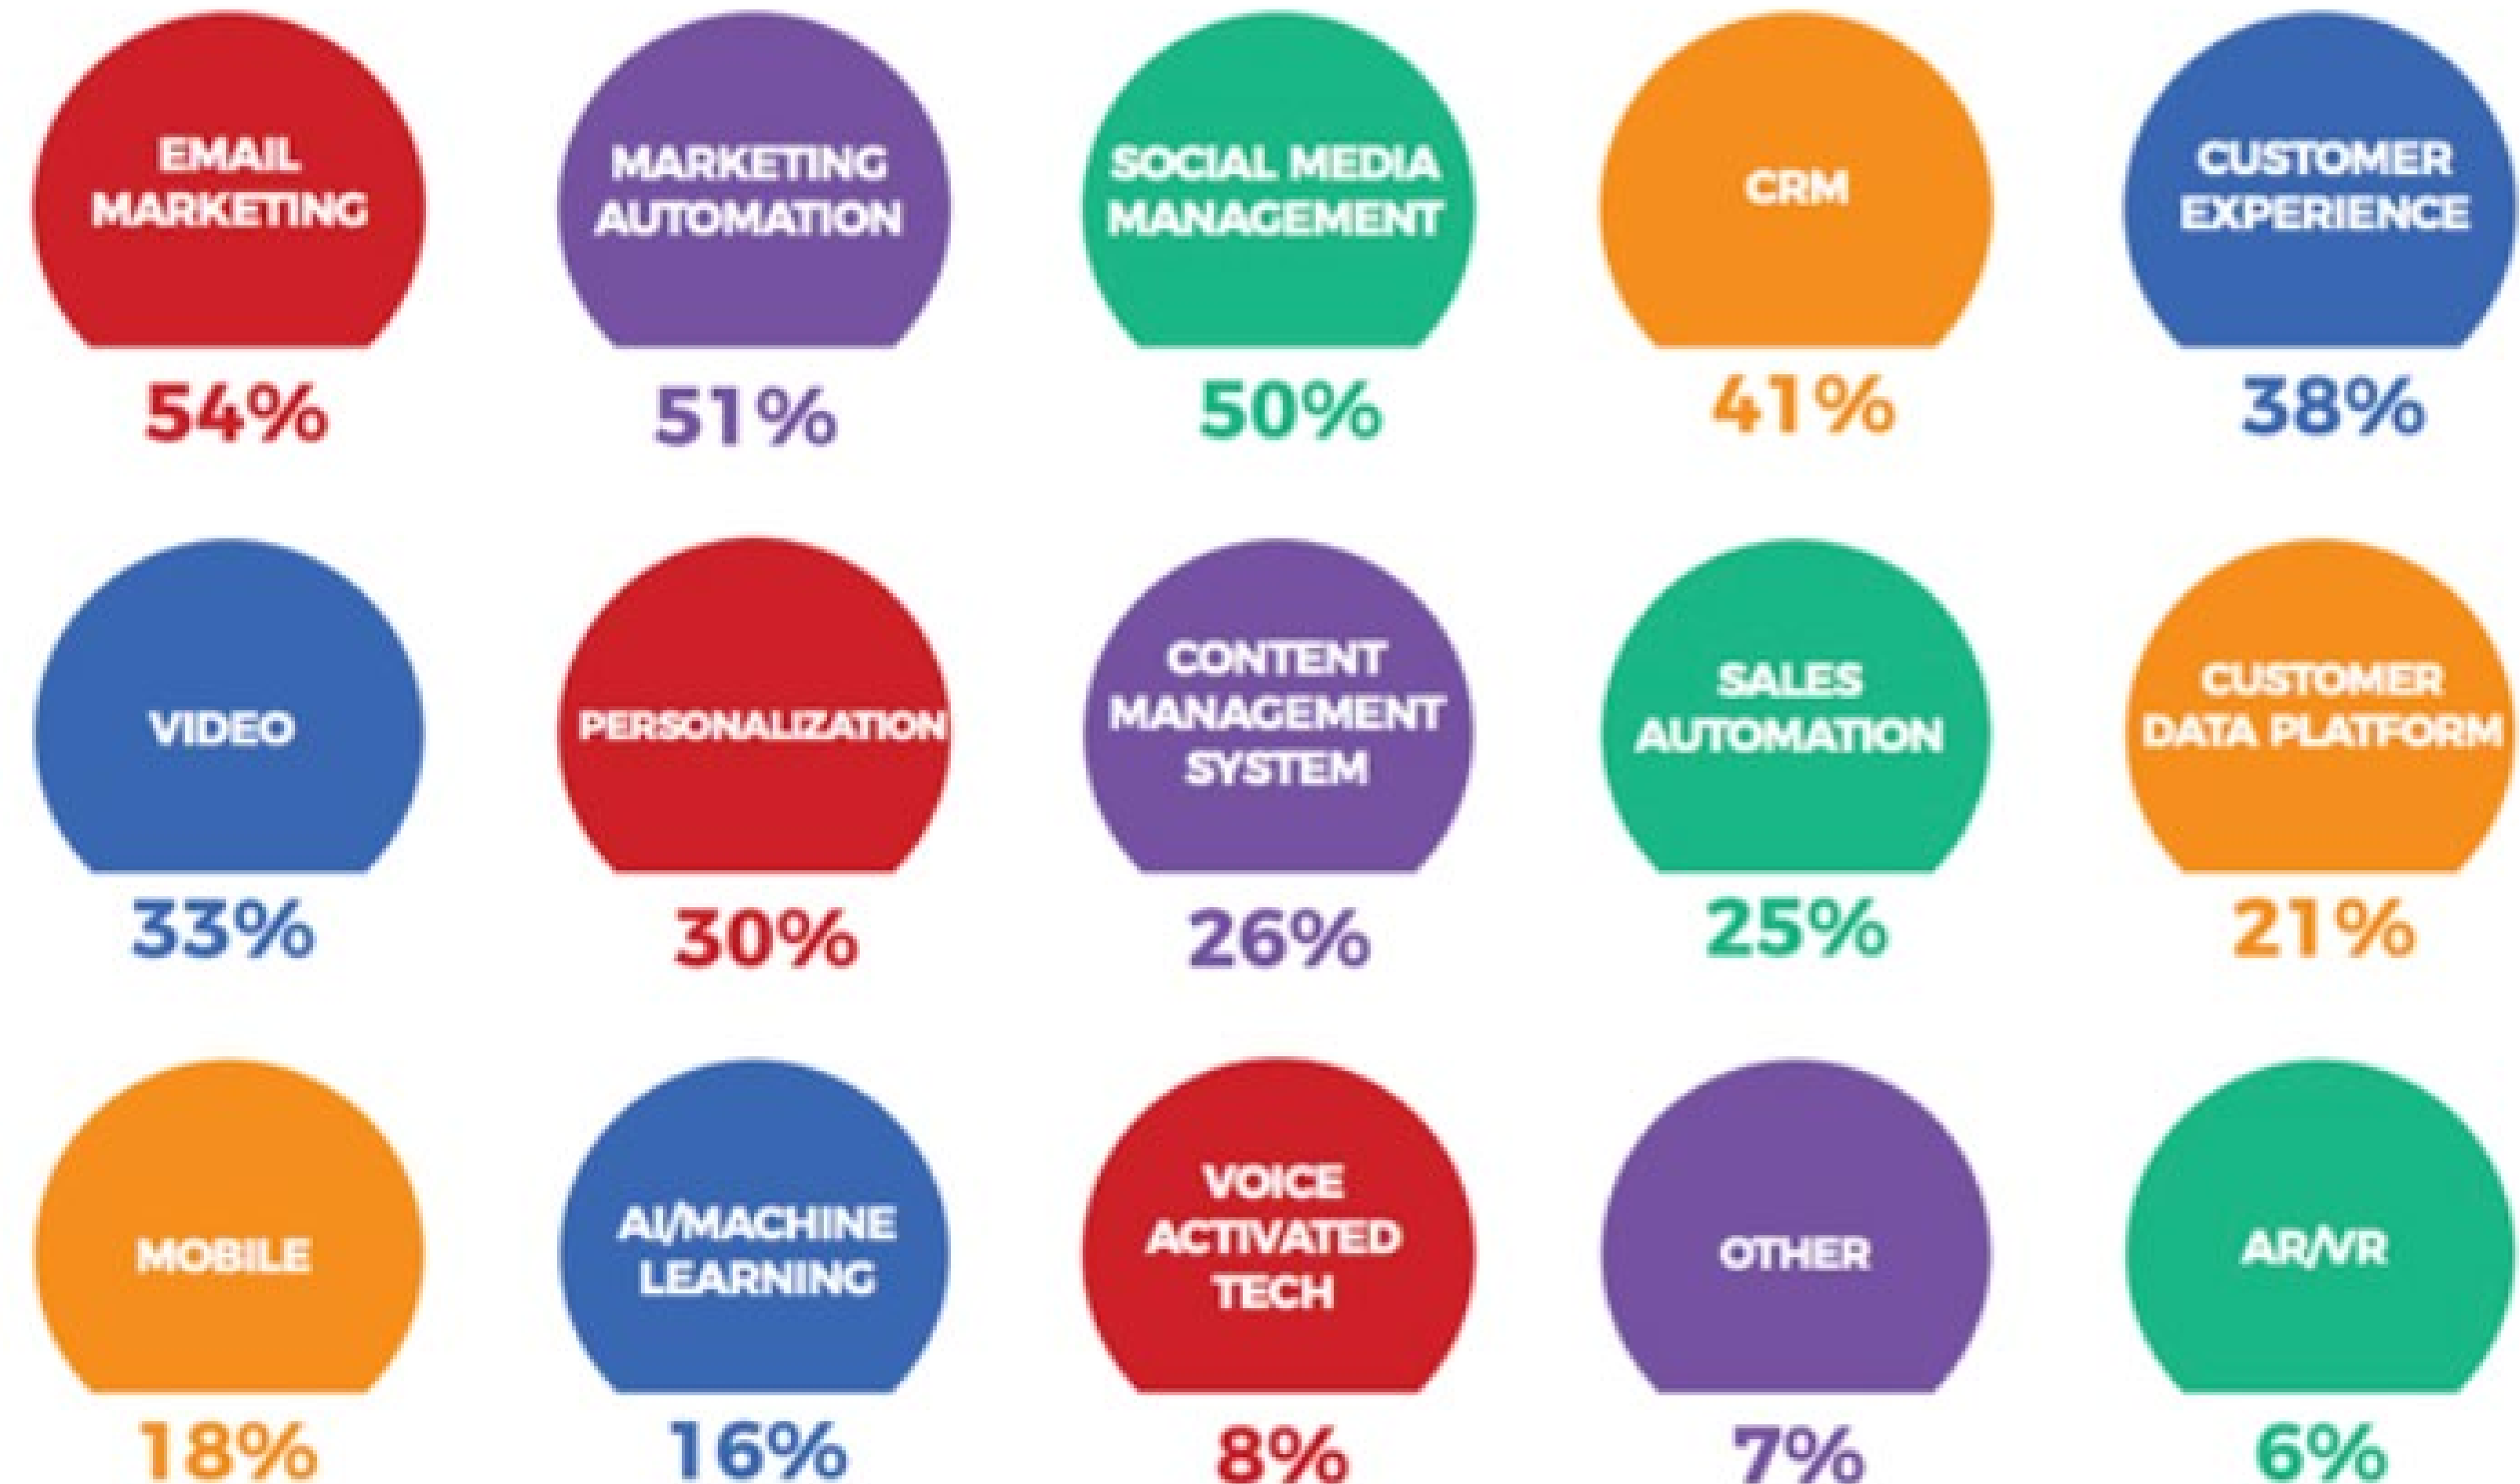 EMAIL
MARKETING
54%
MARKETING
AUTOMATION
51%
SOCIAL MEDIA
MANAGEMENT
50%
CRM
41%
CUSTOMER
EXPERIENCE
38%
VIDEO
33%
PERSONALIZATION
30%
CONTENT
MANAGEMENT
SYSTEM
26%
SALES
AUTOMATION
25%
CUSTOMER
DATA PLATFORM
21%
MOBILE
18%
AI/MACHINE
LEARNING
16%
VOICE
ACTIVATED
TECH
8%
OTHER
7%
AR/VR
6%